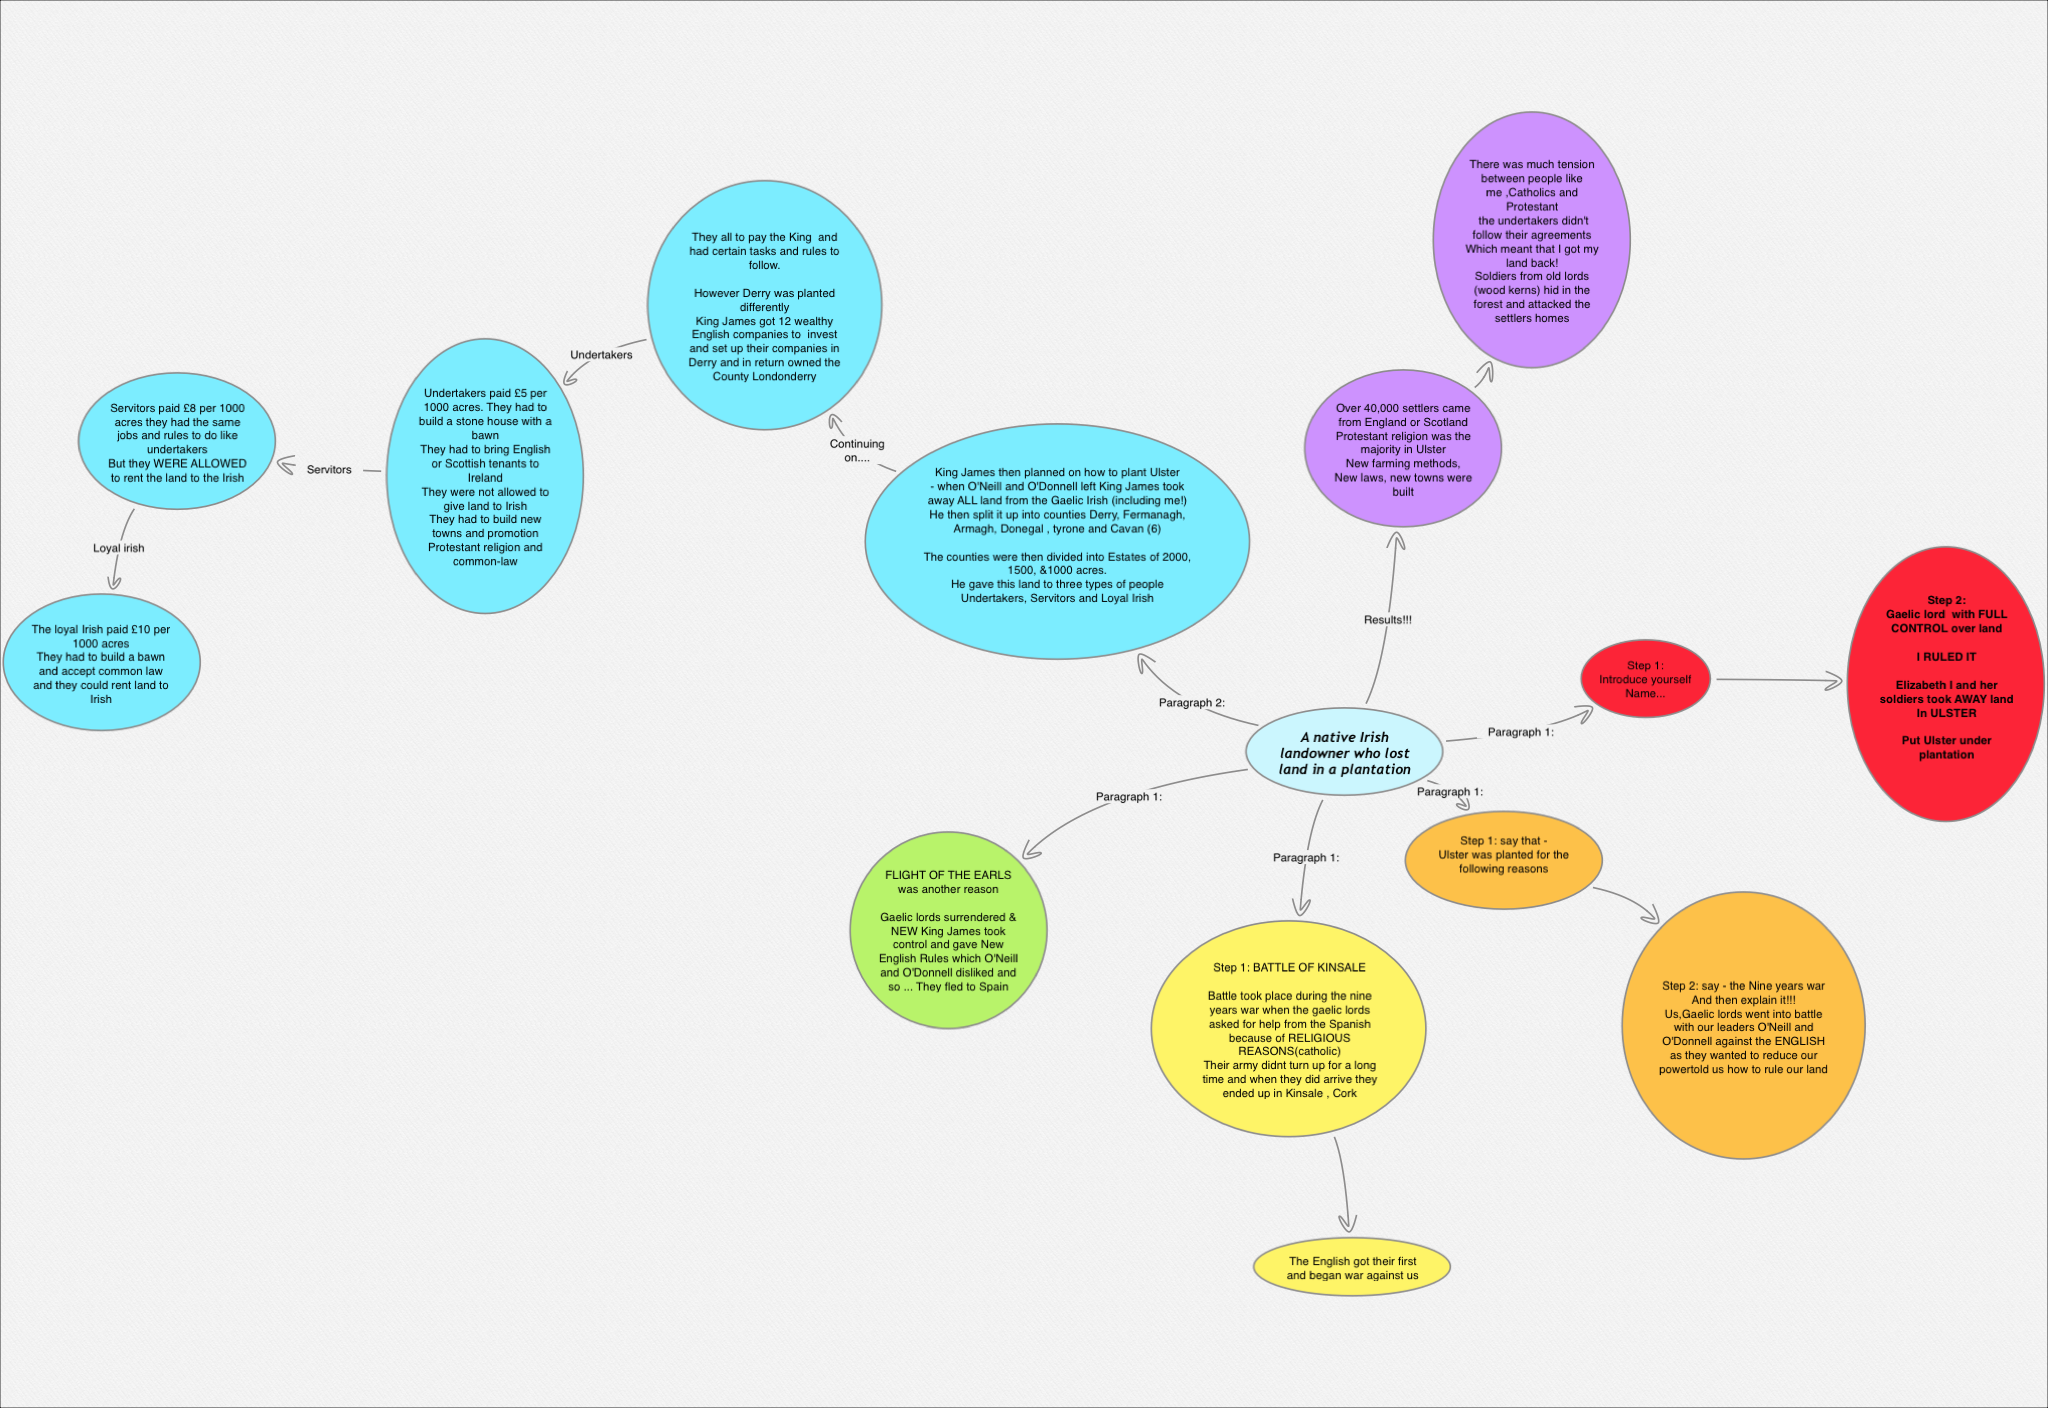 A native Irish
landowner who lost
land in a plantation
Paragraph 1:
Step 1:
Introduce yourself
Name...
Step 2:
Gaelic lord  with FULL
CONTROL over land
I RULED IT
Elizabeth I and her
soldiers took AWAY land
In ULSTER
Put Ulster under
plantation
Paragraph 1:
Step 1: say that -
Ulster was planted for the
following reasons
Step 2: say - the Nine years war
And then explain it!!!
Us,Gaelic lords went into battle
with our leaders O'Neill and
O'Donnell against the ENGLISH
as they wanted to reduce our
powertold us how to rule our land
Paragraph 1:
Step 1: BATTLE OF KINSALE
Battle took place during the nine
years war when the gaelic lords
asked for help from the Spanish
because of RELIGIOUS
REASONS(catholic)
Their army didnt turn up for a long
time and when they did arrive they
ended up in Kinsale , Cork
The English got their first
and began war against us
Paragraph 1:
FLIGHT OF THE EARLS
was another reason
Gaelic lords surrendered &
NEW King James took
control and gave New
English Rules which O'Neill
and O'Donnell disliked and
so ... They fled to Spain
Paragraph 2:
King James then planned on how to plant Ulster
- when O'Neill and O'Donnell left King James took
away ALL land from the Gaelic Irish (including me!)
He then split it up into counties Derry, Fermanagh,
Armagh, Donegal , tyrone and Cavan (6)
The counties were then divided into Estates of 2000,
1500, &1000 acres.
He gave this land to three types of people
Undertakers, Servitors and Loyal Irish
Continuing
on....
They all to pay the King  and
had certain tasks and rules to
follow.
However Derry was planted
differently
King James got 12 wealthy
English companies to  invest
and set up their companies in
Derry and in return owned the
County Londonderry
Undertakers
Undertakers paid £5 per
1000 acres. They had to
build a stone house with a
bawn
They had to bring English
or Scottish tenants to
Ireland
They were not allowed to
give land to Irish
They had to build new
towns and promotion
Protestant religion and
common-law
Servitors
Servitors paid £8 per 1000
acres they had the same
jobs and rules to do like
undertakers
But they WERE ALLOWED
to rent the land to the Irish
Loyal irish
The loyal Irish paid £10 per
1000 acres
They had to build a bawn
and accept common law
and they could rent land to
Irish
Results!!!
Over 40,000 settlers came
from England or Scotland
Protestant religion was the
majority in Ulster
New farming methods,
New laws, new towns were
built
There was much tension
between people like
me ,Catholics and
Protestant
the undertakers didn't
follow their agreements
Which meant that I got my
land back!
Soldiers from old lords
(wood kerns) hid in the
forest and attacked the
settlers homes